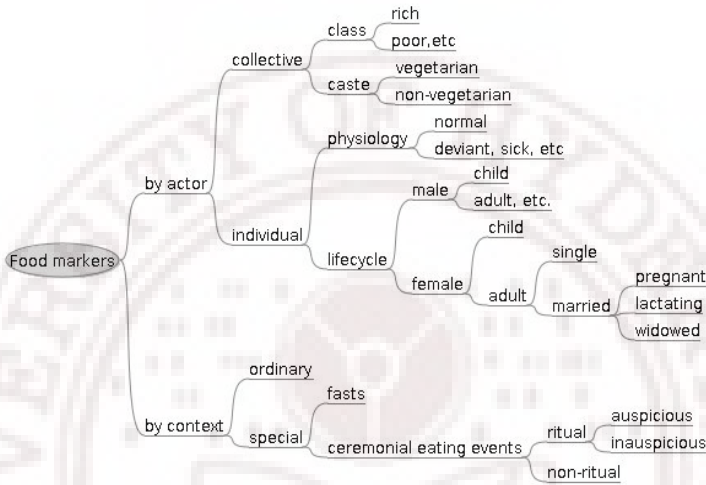 Food markers
by actor
collective
class
rich
poor,etc
caste
vegetarian
non-vegetarian
individual
physiology
normal
deviant, sick, etc
lifecycle
male
child
adult, etc.
female
child
adult
single
married
pregnant
lactating
widowed
by context
ordinary
special
fasts
ceremonial eating events
ritual
auspicious
inauspicious
non-ritual